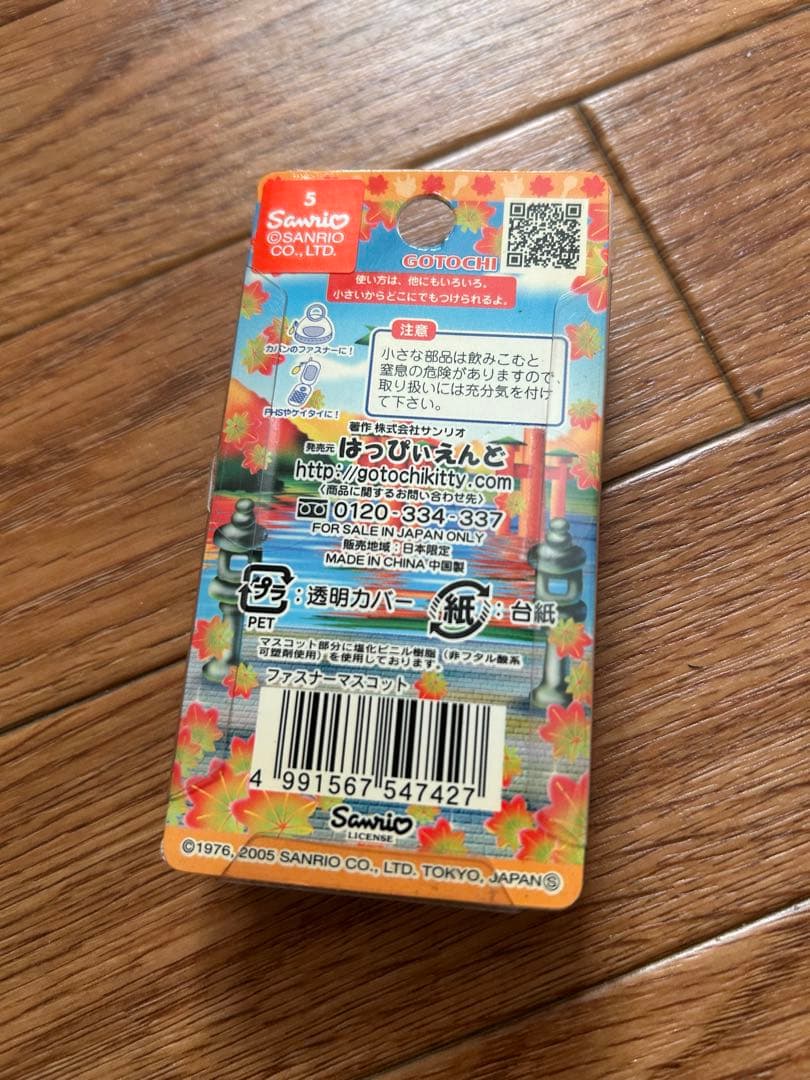 5
Sanrio
©SANRIO
CO., LTD.
GOTOCHI
使い方は、他にもいろいろ。
小さいからどこにでもつけられるよ。
カバンのファスナーに!
PHSやケイタイに!
注意
小さな部品は飲みこむと
窒息の危険がありますので、
取り扱いには充分気を付け
て下さい。
著作 株式会社サンリオ
発売元 はっぴぃえんど
http://gotochikitty.com
〈商品に関するお問い合わせ先〉
0120-334-337
FOR SALE IN JAPAN ONLY
販売地域:日本限定
MADE IN CHINA 中国製
プラ:透明カバー 紙:台紙
PET
マスコット部分に塩化ビニル樹脂(非フタル酸系
可塑剤使用)を使用しております。
ファスナーマスコット
4 991567 547427
Sanrio
LICENSE
©1976, 2005 SANRIO CO., LTD. TOKYO, JAPAN Ⓢ